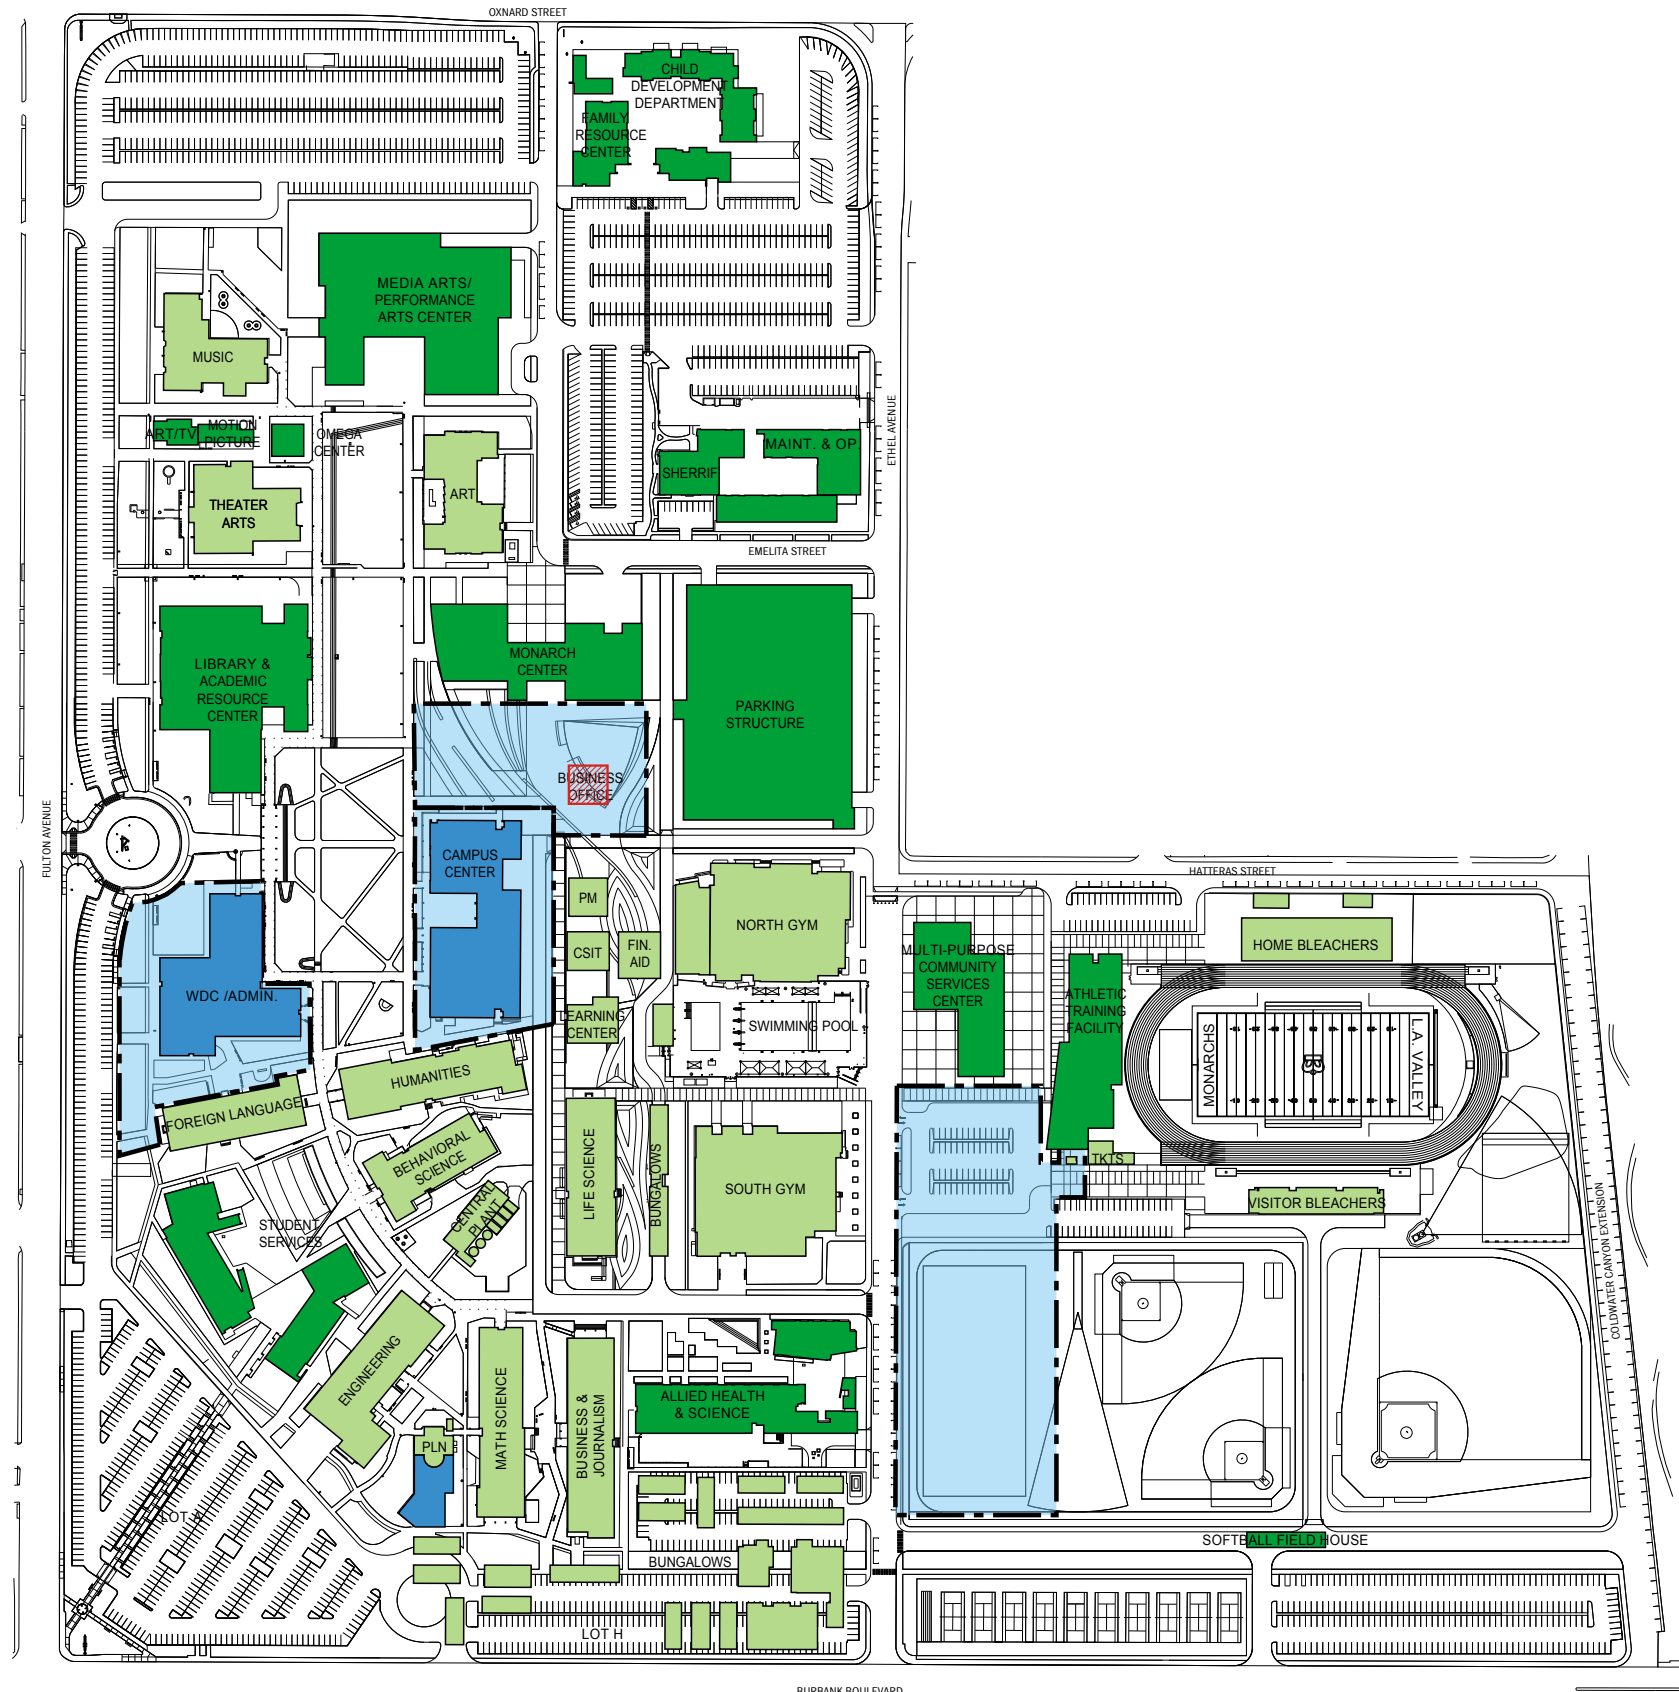 OXNARD STREET
CHILD
DEVELOPMENT
DEPARTMENT
FAMILY
RESOURCE
CENTER
MEDIA ARTS/
PERFORMANCE
ARTS CENTER
MUSIC
ART/TV
MOTION
PICTURE
OMEGA
CENTER
ETHEL AVENUE
MAINT. & OP.
SHERRIF
ART
THEATER
ARTS
EMELITA STREET
MONARCH
CENTER
LIBRARY &
ACADEMIC
RESOURCE
CENTER
PARKING
STRUCTURE
BUSINESS
OFFICE
FULTON AVENUE
CAMPUS
CENTER
HATTERAS STREET
PM
NORTH GYM
CSIT
FIN.
AID
HOME BLEACHERS
MULTI-PURPOSE
COMMUNITY
SERVICES
CENTER
WDC /ADMIN.
ATHLETIC
TRAINING
FACILITY
LEARNING
CENTER
SWIMMING POOL
MONARCHS
L.A. VALLEY
HUMANITIES
FOREIGN LANGUAGE
BEHAVIORAL
SCIENCE
TKTS
LIFE SCIENCE
BUNGALOWS
SOUTH GYM
VISITOR BLEACHERS
CENTRAL
PLANT
STUDENT
SERVICES
COLDWATER CANYON EXTENSION
ENGINEERING
MATH SCIENCE
BUSINESS &
JOURNALISM
ALLIED HEALTH
& SCIENCE
PLN
LOT A
SOFTBALL FIELD HOUSE
BUNGALOWS
LOT H
BURBANK BOULEVARD